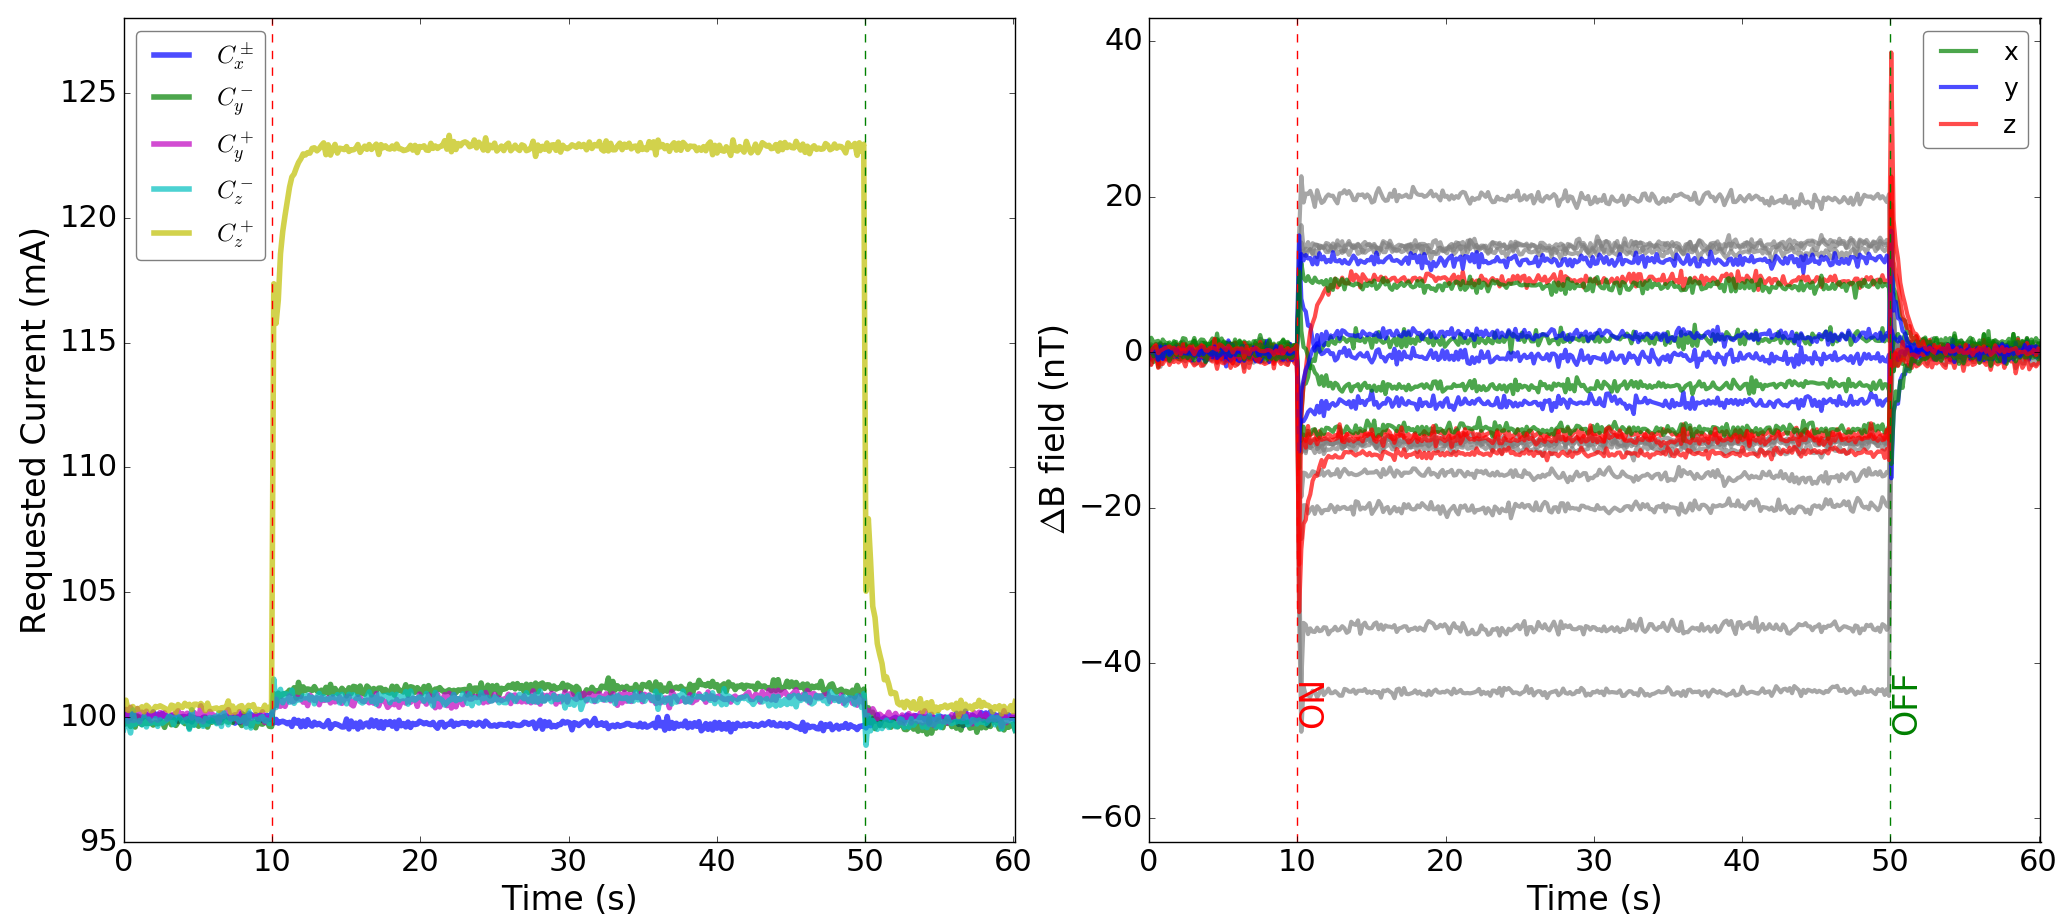 Requested Current (mA)
125
120
115
110
105
100
95
0 10 20 30 40 50 60
Time (s)
C_x^±
C_y^-
C_y^+
C_z^-
C_z^+
ΔB field (nT)
40
20
0
−20
−40
−60
0 10 20 30 40 50 60
Time (s)
x
y
z
ON
OFF